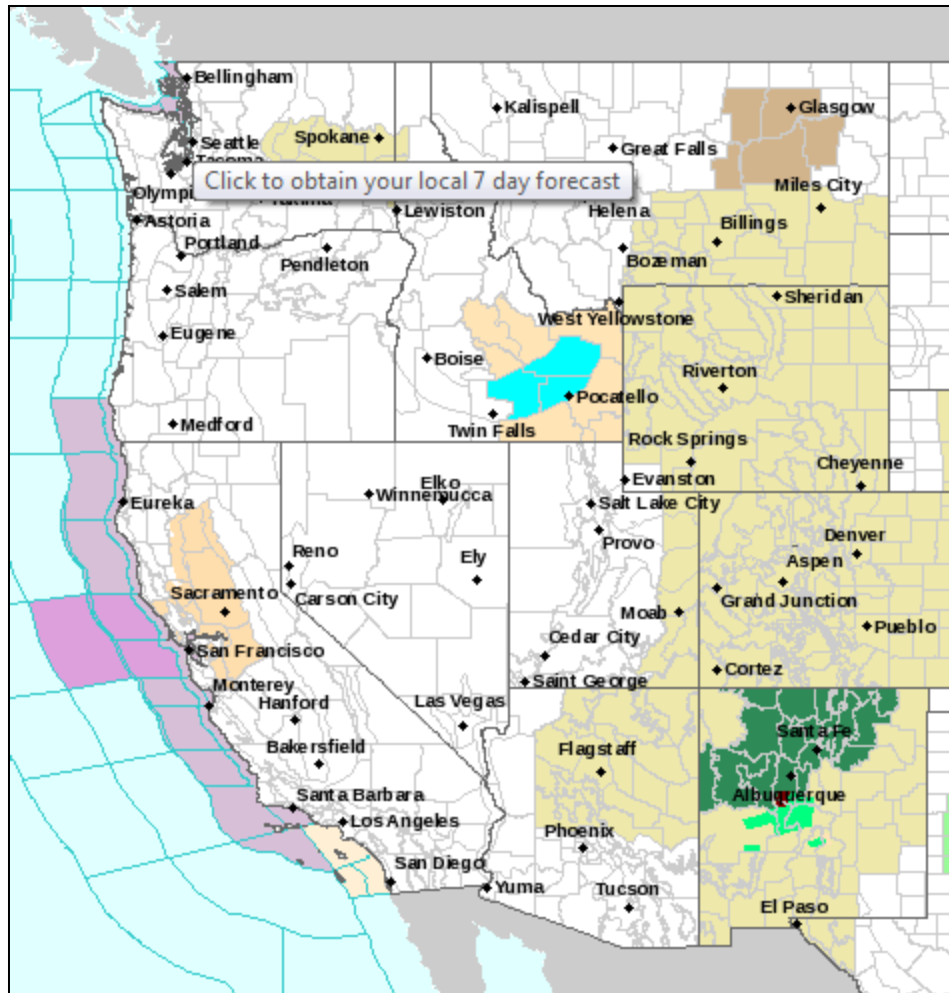 Bellingham
Kalispell
Glasgow
Spokane
Seattle
Great Falls
Tacoma
Click to obtain your local 7 day forecast
Miles City
Olympi
Lewiston
Helena
Astoria
Billings
Portland
Pendleton
Bozeman
Salem
Sheridan
West Yellowstone
Eugene
Boise
Riverton
Pocatello
Medford
Twin Falls
Rock Springs
Cheyenne
Elko
Evanston
Eureka
Winnemucca
Salt Lake City
Denver
Provo
Reno
Ely
Aspen
Sacramento
Carson City
Grand Junction
Moab
Pueblo
Cedar City
San Francisco
Cortez
Saint George
Monterey
Hanford
Las Vegas
Santa Fe
Bakersfield
Flagstaff
Santa Barbara
Albuquerque
Los Angeles
Phoenix
San Diego
Yuma
Tucson
El Paso